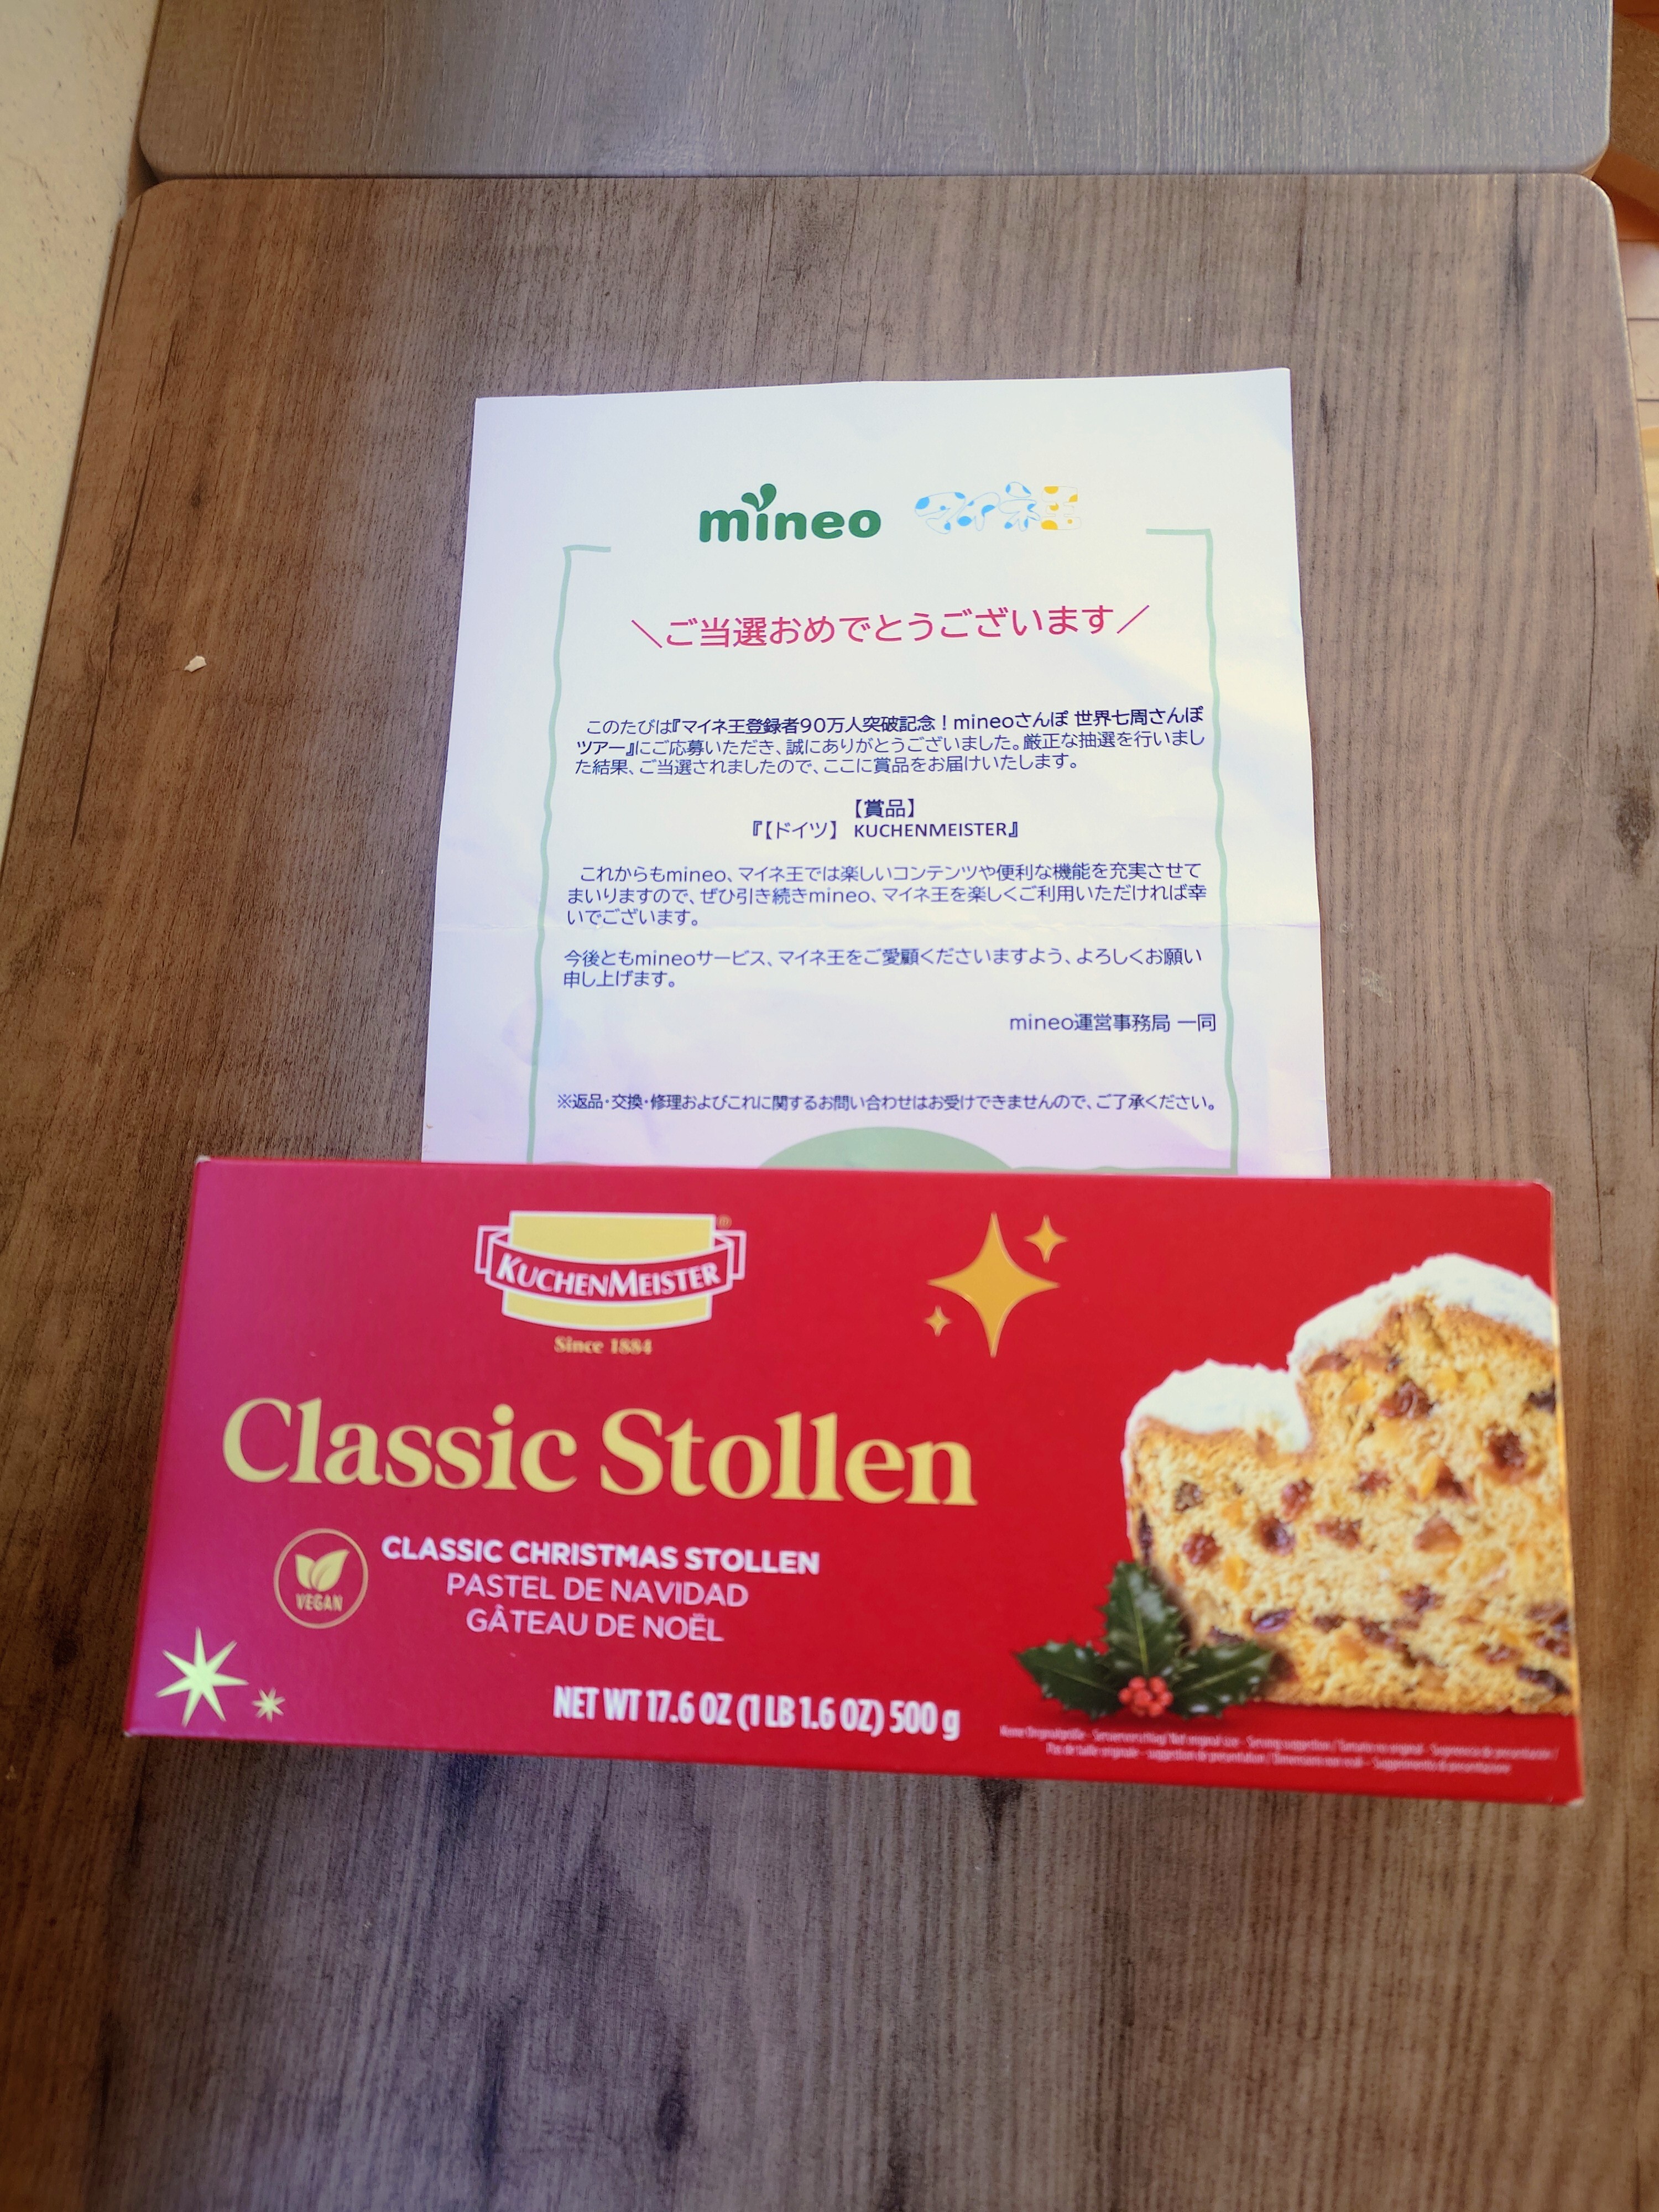 mineo マイネ王
＼ご当選おめでとうございます／
このたびは『マイネ王登録者90万人突破記念！mineoさんぽ 世界七周さんぽ
ツアー』にご応募いただき、誠にありがとうございました。厳正な抽選を行いまし
た結果、ご当選されましたので、ここに賞品をお届けいたします。
【賞品】
『【ドイツ】 KUCHENMEISTER』
これからもmineo、マイネ王では楽しいコンテンツや便利な機能を充実させて
まいりますので、ぜひ引き続きmineo、マイネ王を楽しくご利用いただければ幸
いでございます。
今後ともmineoサービス、マイネ王をご愛顧くださいますよう、よろしくお願い
申し上げます。
mineo運営事務局 一同
※返品・交換・修理およびこれに関するお問い合わせはお受けできませんので、ご了承ください。
KUCHENMEISTER®
Since 1884
Classic Stollen
VEGAN
CLASSIC CHRISTMAS STOLLEN
PASTEL DE NAVIDAD
GÂTEAU DE NOËL
NET WT 17.6 OZ (1 LB 1.6 OZ) 500 g